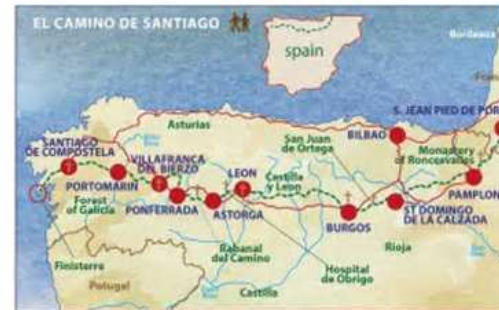 EL CAMINO DE SANTIAGO
spain
Bordeaux
S. JEAN PIED DE POR
Asturias
BILBAO
SANTIAGO
DE COMPOSTELA
San Juan
de Ortega
Monastery
of Roncesvalles
VILLAFRANCA
DEL BIERZO
LEON
Castilla
y Leon
PORTOMARIN
PAMPLON
Forest
of Galicia
PONFERRADA
ASTORGA
BURGOS
ST DOMINGO
DE LA CALZADA
Finisterre
Rabanal
del Camino
Rioja
Hospital
de Obrigo
Potugal
Castilla